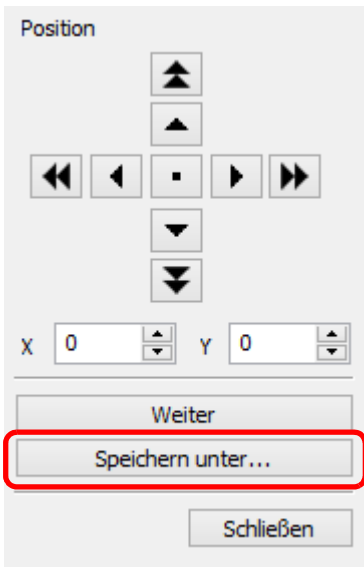 Position
X 0 Y 0
Weiter
Speichern unter...
Schließen